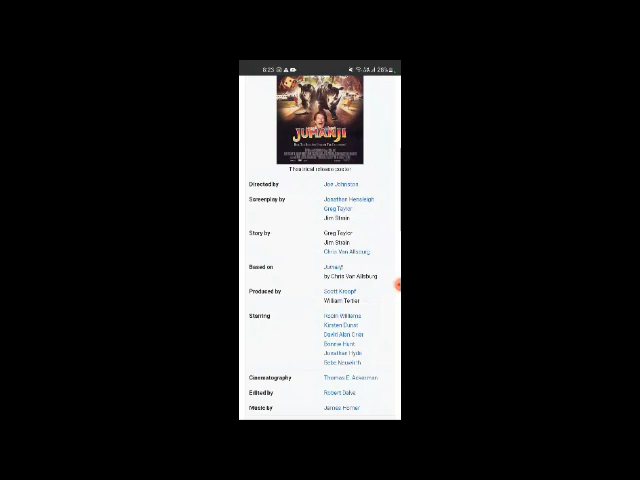 8:23
28%
JUMANJI
Theatrical release poster
Directed by
Joe Johnston
Screenplay by
Jonathan Hensleigh
Greg Taylor
Jim Strain
Story by
Greg Taylor
Jim Strain
Chris Van Allsburg
Based on
Jumanji
by Chris Van Allsburg
Produced by
Scott Kroopf
William Teitler
Starring
Robin Williams
Kirsten Dunst
David Alan Grier
Bonnie Hunt
Jonathan Hyde
Bebe Neuwirth
Cinematography
Thomas E. Ackerman
Edited by
Robert Dalva
Music by
James Horner